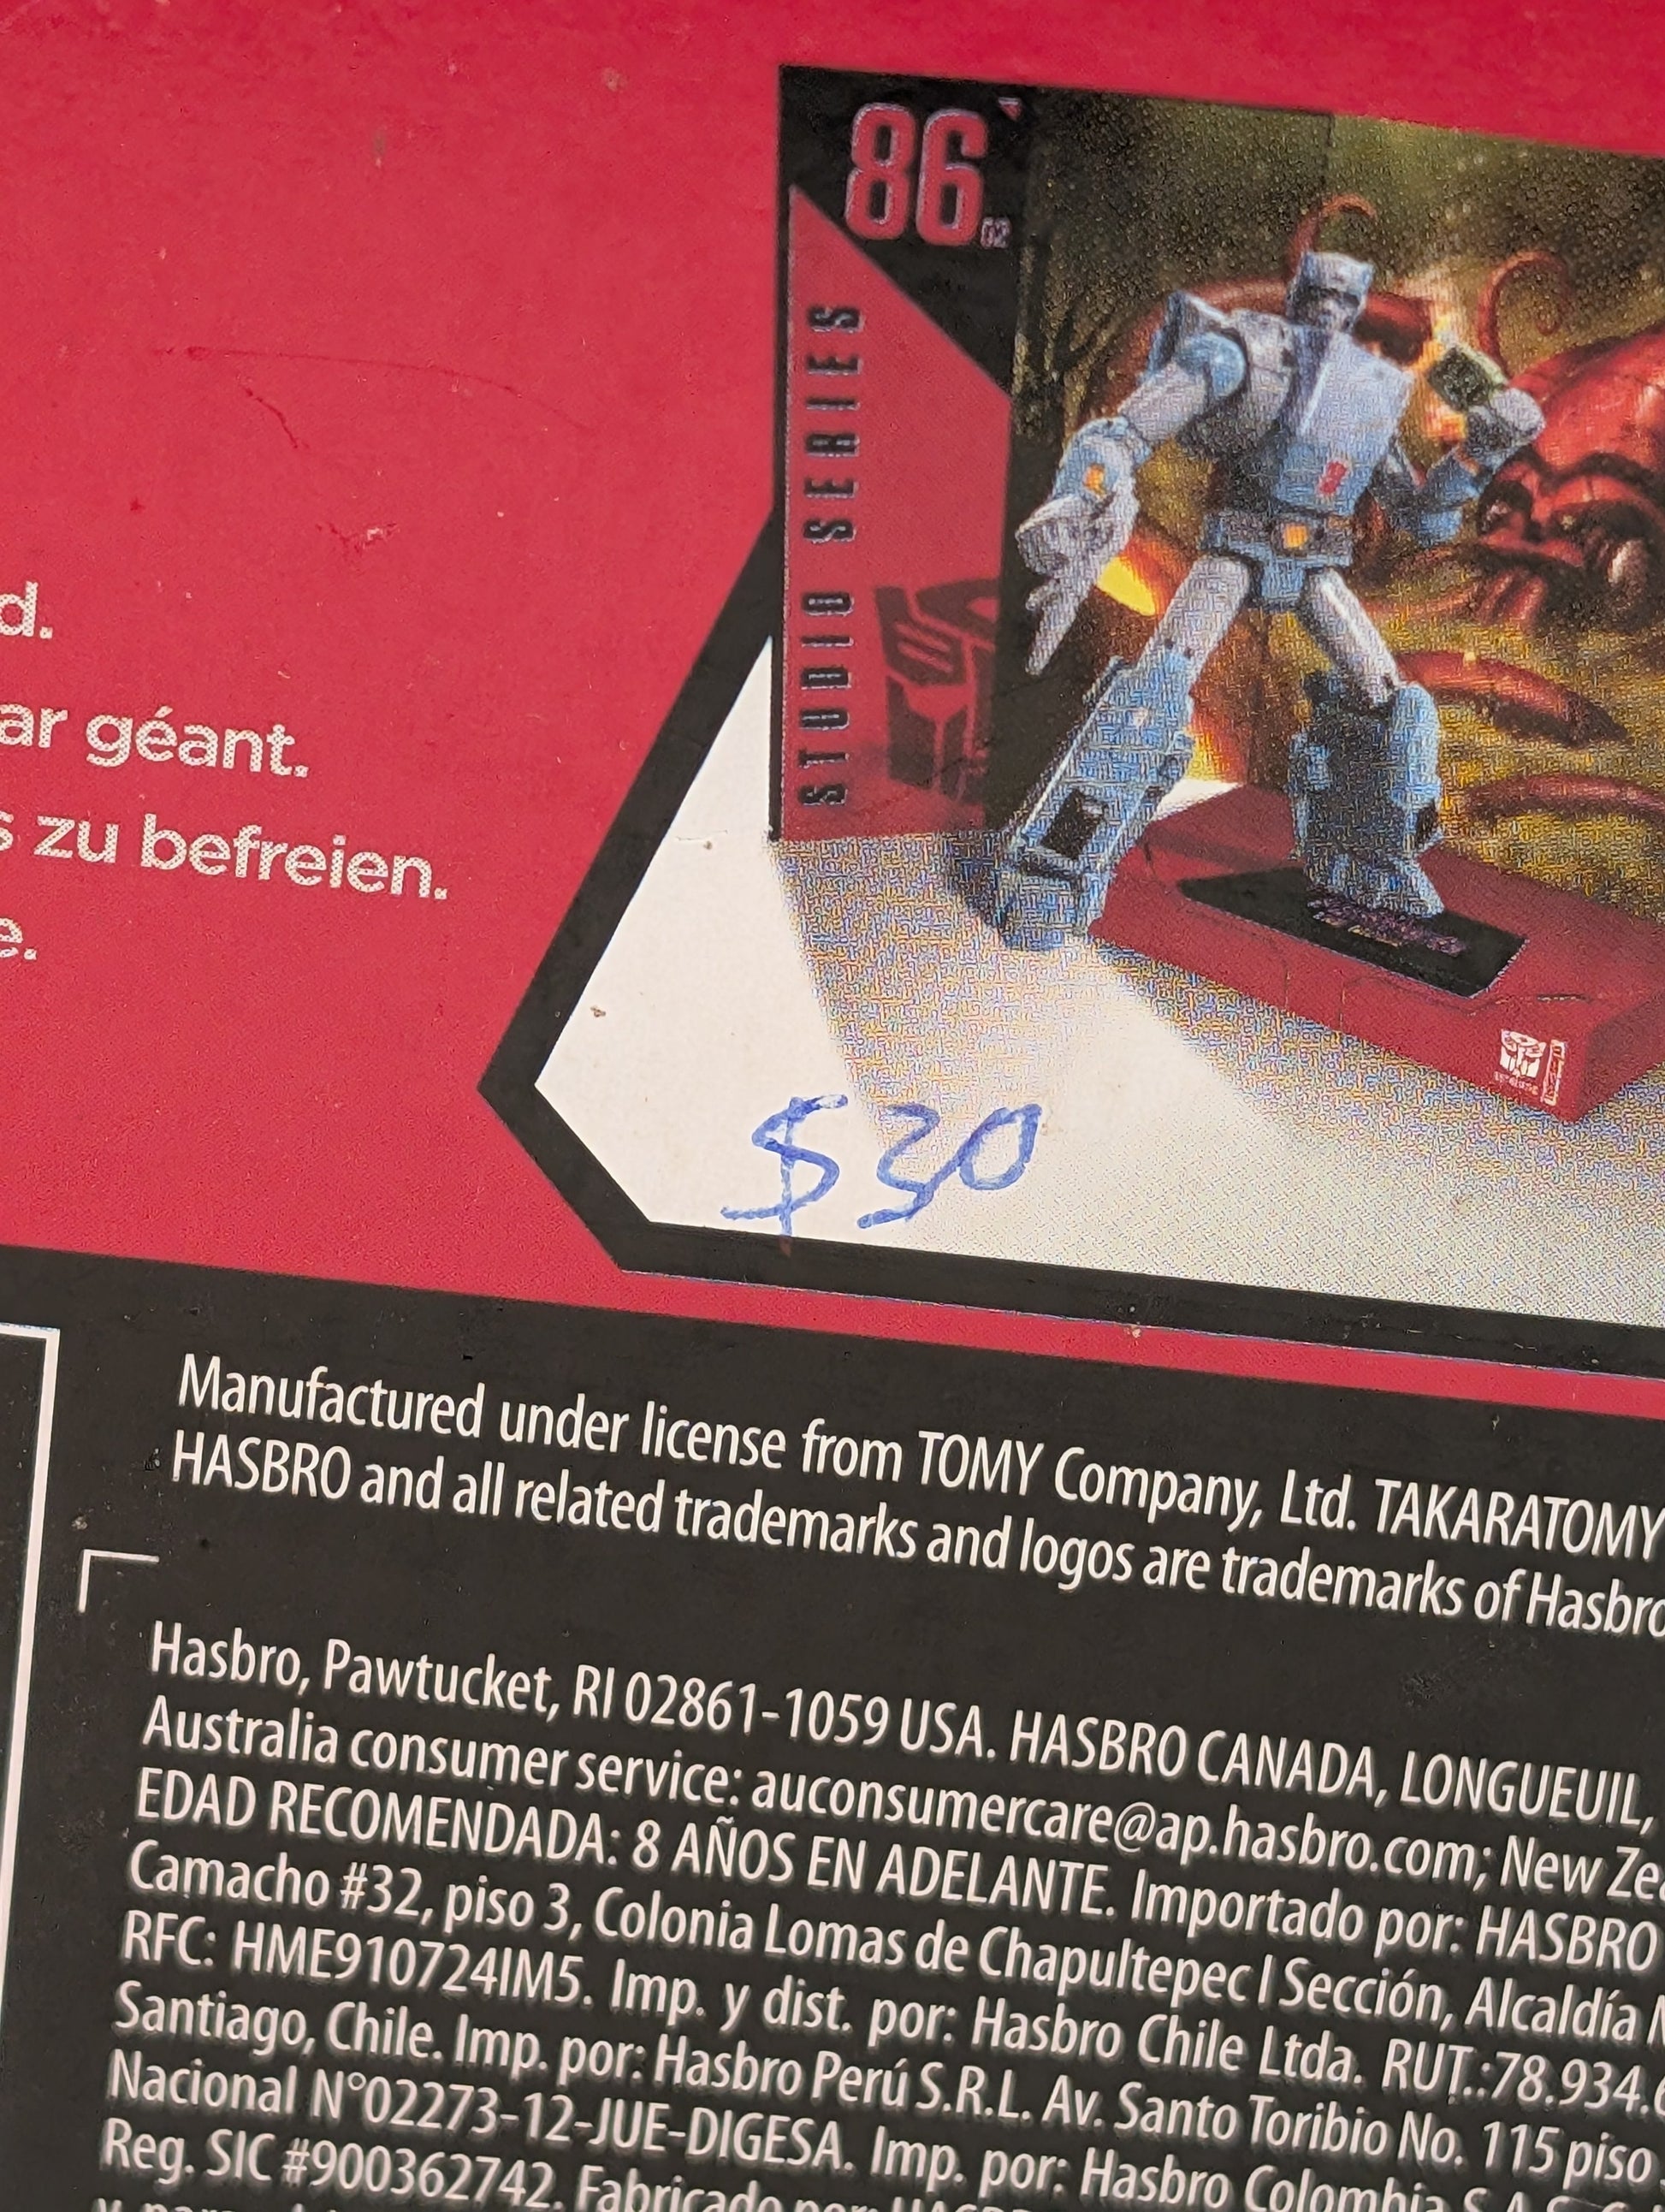 86
02
STUDIO SERIES
d.
ar géant.
s zu befreien.
e.
$30
Manufactured under license from TOMY Company, Ltd. TAKARATOMY
HASBRO and all related trademarks and logos are trademarks of Hasbro
Hasbro, Pawtucket, RI 02861-1059 USA. HASBRO CANADA, LONGUEUIL,
Australia consumer service: auconsumercare@ap.hasbro.com; New Zea
EDAD RECOMENDADA: 8 AÑOS EN ADELANTE. Importado por: HASBRO
Camacho #32, piso 3, Colonia Lomas de Chapultepec I Sección, Alcaldía M
RFC: HME910724IM5. Imp. y dist. por: Hasbro Chile Ltda. RUT.:78.934.6
Santiago, Chile. Imp. por: Hasbro Perú S.R.L. Av. Santo Toribio No. 115 piso
Nacional N°02273-12-JUE-DIGESA. Imp. por: Hasbro Colombia S.A.S.
Reg. SIC #900362742. Fabricado por: HASBRO